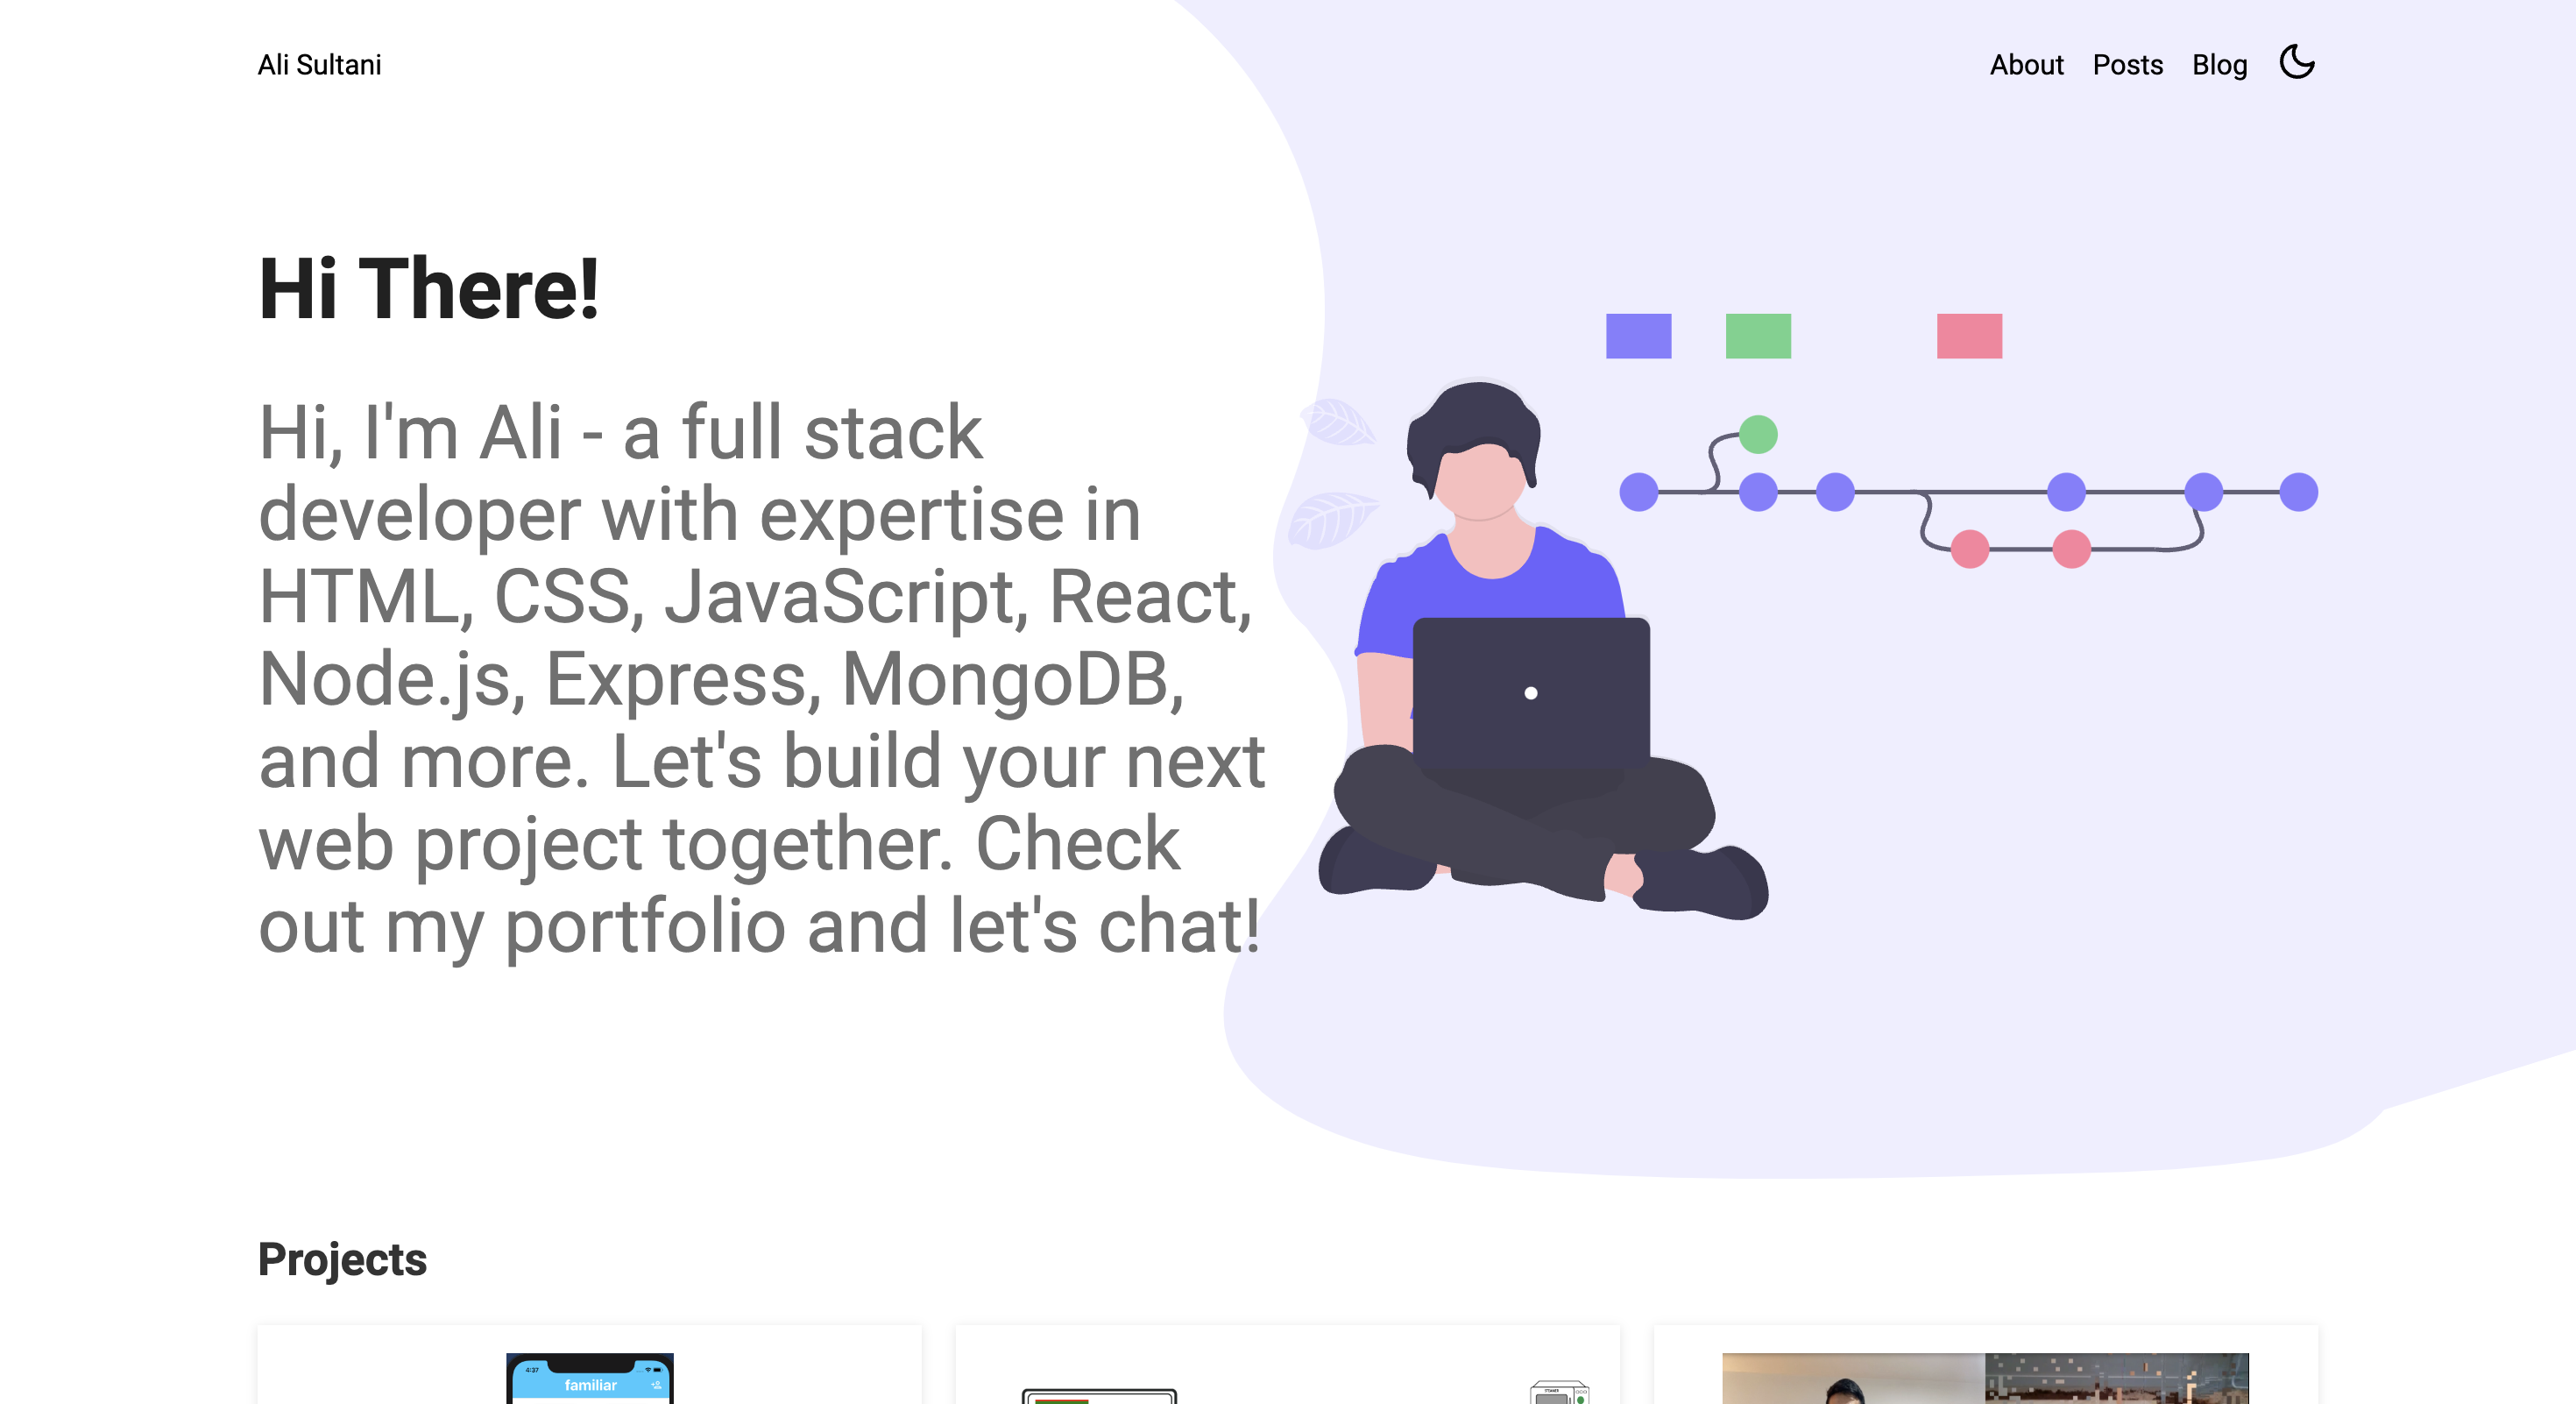 Ali Sultani
About Posts Blog
Hi There!
Hi, I'm Ali - a full stack
developer with expertise in
HTML, CSS, JavaScript, React,
Node.js, Express, MongoDB,
and more. Let's build your next
web project together. Check
out my portfolio and let's chat!
Projects
4:37
familiar